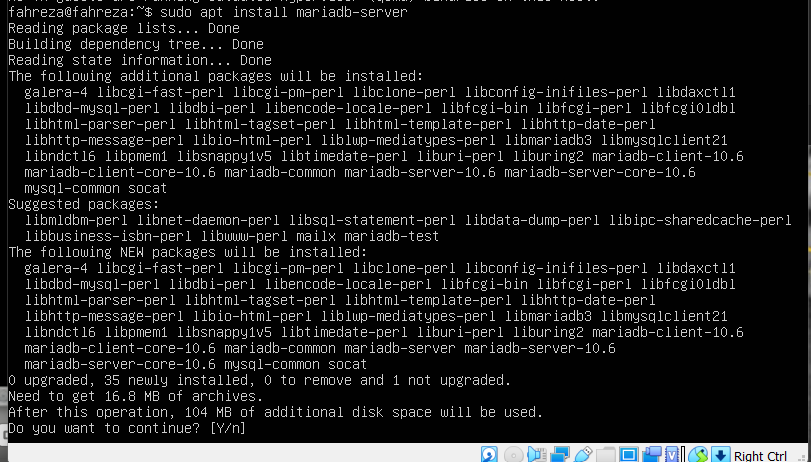 fahreza@fahreza:~$ sudo apt install mariadb-server
Reading package lists... Done
Building dependency tree... Done
Reading state information... Done
The following additional packages will be installed:
  galera-4 libcgi-fast-perl libcgi-pm-perl libclone-perl libconfig-inifiles-perl libdaxctl1
  libdbd-mysql-perl libdbi-perl libencode-locale-perl libfcgi-bin libfcgi-perl libfcgi0ldbl
  libhtml-parser-perl libhtml-tagset-perl libhtml-template-perl libhttp-date-perl
  libhttp-message-perl libio-html-perl liblwp-mediatypes-perl libmariadb3 libmysqlclient21
  libndctl6 libpmem1 libsnappy1v5 libtimedate-perl liburi-perl liburing2 mariadb-client-10.6
  mariadb-client-core-10.6 mariadb-common mariadb-server-10.6 mariadb-server-core-10.6
  mysql-common socat
Suggested packages:
  libmldbm-perl libnet-daemon-perl libsql-statement-perl libdata-dump-perl libipc-sharedcache-perl
  libbusiness-isbn-perl libwww-perl mailx mariadb-test
The following NEW packages will be installed:
  galera-4 libcgi-fast-perl libcgi-pm-perl libclone-perl libconfig-inifiles-perl libdaxctl1
  libdbd-mysql-perl libdbi-perl libencode-locale-perl libfcgi-bin libfcgi-perl libfcgi0ldbl
  libhtml-parser-perl libhtml-tagset-perl libhtml-template-perl libhttp-date-perl
  libhttp-message-perl libio-html-perl liblwp-mediatypes-perl libmariadb3 libmysqlclient21
  libndctl6 libpmem1 libsnappy1v5 libtimedate-perl liburi-perl liburing2 mariadb-client-10.6
  mariadb-client-core-10.6 mariadb-common mariadb-server mariadb-server-10.6
  mariadb-server-core-10.6 mysql-common socat
0 upgraded, 35 newly installed, 0 to remove and 1 not upgraded.
Need to get 16.8 MB of archives.
After this operation, 104 MB of additional disk space will be used.
Do you want to continue? [Y/n]
Right Ctrl